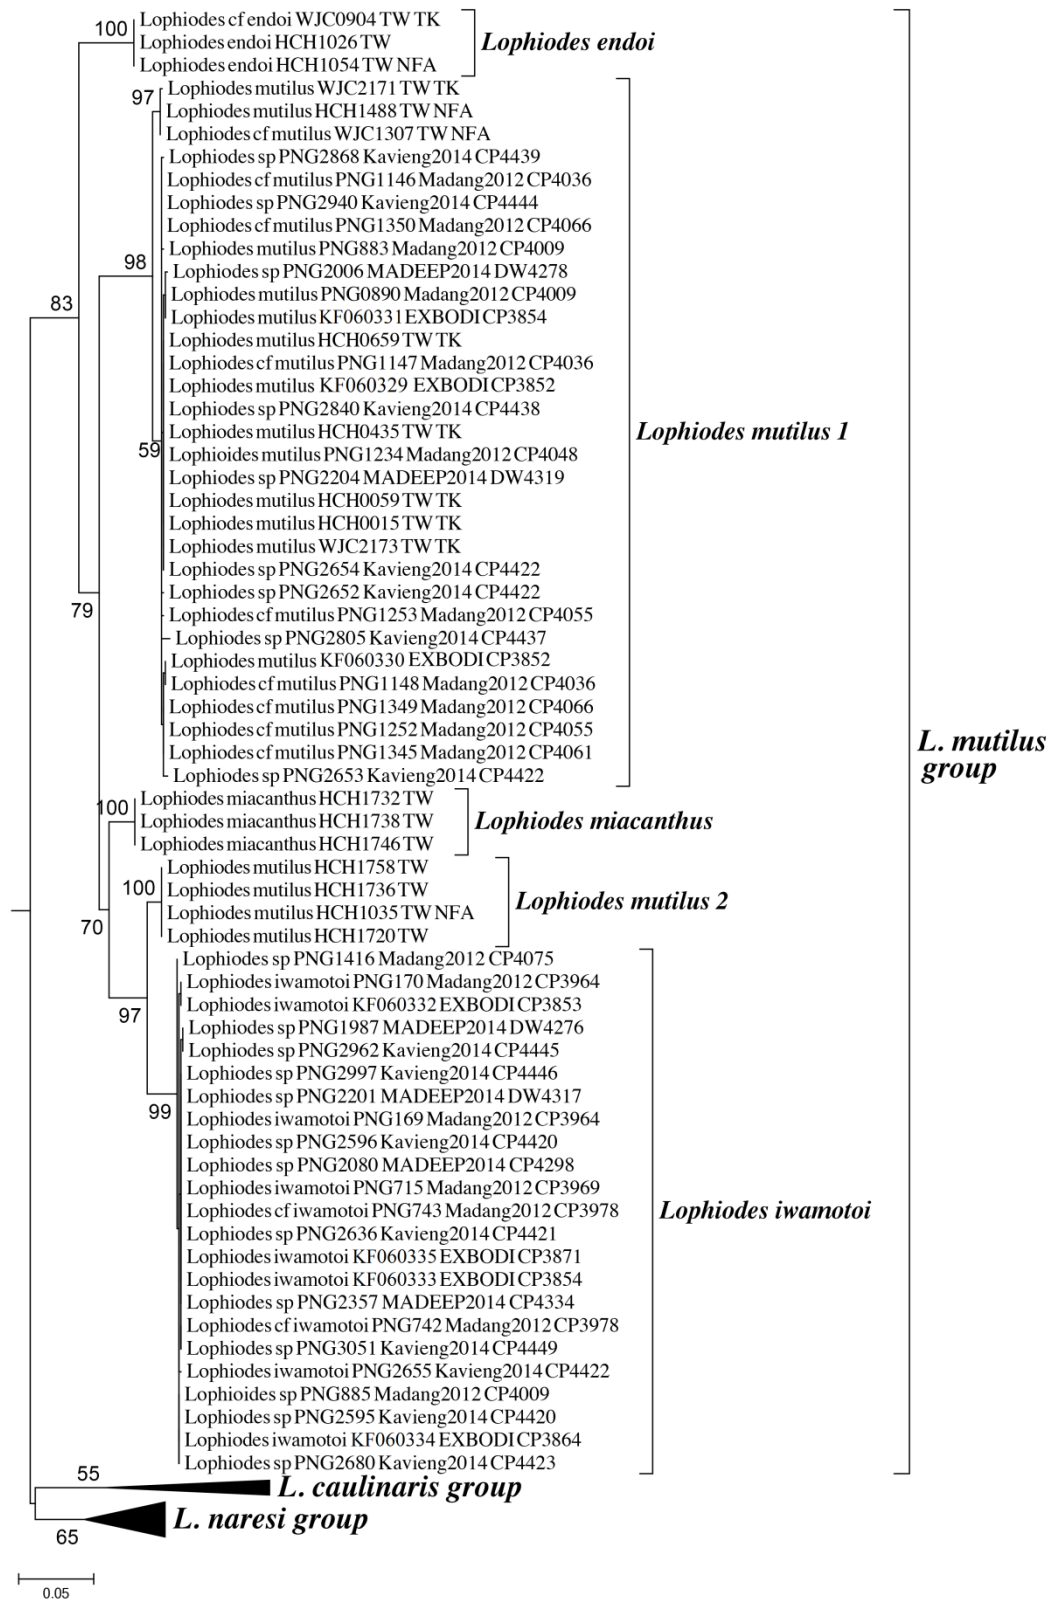 100
Lophiodes cf endoi WJC0904 TW TK
Lophiodes endoi HCH1026 TW
Lophiodes endoi HCH1054 TW NFA
Lophiodes endoi
97
Lophiodes mutilus WJC2171 TW TK
Lophiodes mutilus HCH1488 TW NFA
Lophiodes cf mutilus WJC1307 TW NFA
Lophiodes sp PNG2868 Kavieng2014 CP4439
Lophiodes cf mutilus PNG1146 Madang2012 CP4036
Lophiodes sp PNG2940 Kavieng2014 CP4444
Lophiodes cf mutilus PNG1350 Madang2012 CP4066
Lophiodes mutilus PNG883 Madang2012 CP4009
98
Lophiodes sp PNG2006 MADEEP2014 DW4278
Lophiodes mutilus PNG0890 Madang2012 CP4009
83
Lophiodes mutilus KF060331 EXBODI CP3854
Lophiodes mutilus HCH0659 TW TK
Lophiodes cf mutilus PNG1147 Madang2012 CP4036
Lophiodes mutilus KF060329 EXBODI CP3852
Lophiodes sp PNG2840 Kavieng2014 CP4438
Lophiodes mutilus HCH0435 TW TK
Lophiodes mutilus 1
59
Lophioides mutilus PNG1234 Madang2012 CP4048
Lophiodes sp PNG2204 MADEEP2014 DW4319
Lophiodes mutilus HCH0059 TW TK
Lophiodes mutilus HCH0015 TW TK
Lophiodes mutilus WJC2173 TW TK
Lophiodes sp PNG2654 Kavieng2014 CP4422
Lophiodes sp PNG2652 Kavieng2014 CP4422
79
Lophiodes cf mutilus PNG1253 Madang2012 CP4055
Lophiodes sp PNG2805 Kavieng2014 CP4437
Lophiodes mutilus KF060330 EXBODI CP3852
Lophiodes cf mutilus PNG1148 Madang2012 CP4036
Lophiodes cf mutilus PNG1349 Madang2012 CP4066
Lophiodes cf mutilus PNG1252 Madang2012 CP4055
Lophiodes cf mutilus PNG1345 Madang2012 CP4061
Lophiodes sp PNG2653 Kavieng2014 CP4422
L. mutilus
group
100
Lophiodes miacanthus HCH1732 TW
Lophiodes miacanthus HCH1738 TW
Lophiodes miacanthus HCH1746 TW
Lophiodes miacanthus
100
Lophiodes mutilus HCH1758 TW
Lophiodes mutilus HCH1736 TW
Lophiodes mutilus HCH1035 TW NFA
Lophiodes mutilus HCH1720 TW
Lophiodes mutilus 2
70
Lophiodes sp PNG1416 Madang2012 CP4075
Lophiodes iwamotoi PNG170 Madang2012 CP3964
Lophiodes iwamotoi KF060332 EXBODI CP3853
97
Lophiodes sp PNG1987 MADEEP2014 DW4276
Lophiodes sp PNG2962 Kavieng2014 CP4445
Lophiodes sp PNG2997 Kavieng2014 CP4446
Lophiodes sp PNG2201 MADEEP2014 DW4317
99
Lophiodes iwamotoi PNG169 Madang2012 CP3964
Lophiodes sp PNG2596 Kavieng2014 CP4420
Lophiodes sp PNG2080 MADEEP2014 CP4298
Lophiodes iwamotoi PNG715 Madang2012 CP3969
Lophiodes cf iwamotoi PNG743 Madang2012 CP3978
Lophiodes iwamotoi
Lophiodes sp PNG2636 Kavieng2014 CP4421
Lophiodes iwamotoi KF060335 EXBODI CP3871
Lophiodes iwamotoi KF060333 EXBODI CP3854
Lophiodes sp PNG2357 MADEEP2014 CP4334
Lophiodes cf iwamotoi PNG742 Madang2012 CP3978
Lophiodes sp PNG3051 Kavieng2014 CP4449
Lophiodes iwamotoi PNG2655 Kavieng2014 CP4422
Lophioides sp PNG885 Madang2012 CP4009
Lophiodes sp PNG2595 Kavieng2014 CP4420
Lophiodes iwamotoi KF060334 EXBODI CP3864
Lophiodes sp PNG2680 Kavieng2014 CP4423
55
L. caulinaris group
L. naresi group
65
0.05